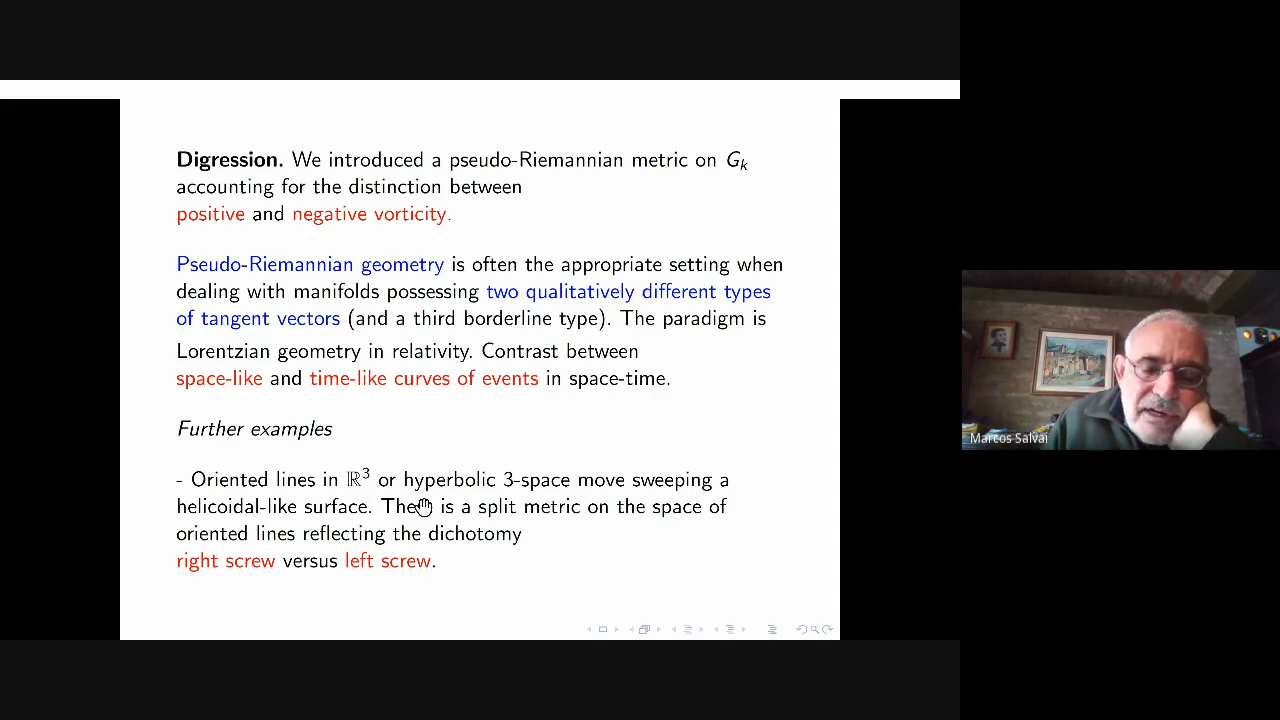 Digression. We introduced a pseudo-Riemannian metric on G_k
accounting for the distinction between
positive and negative vorticity.
Pseudo-Riemannian geometry is often the appropriate setting when
dealing with manifolds possessing two qualitatively different types
of tangent vectors (and a third borderline type). The paradigm is
Lorentzian geometry in relativity. Contrast between
space-like and time-like curves of events in space-time.
Further examples
- Oriented lines in ℝ³ or hyperbolic 3-space move sweeping a
helicoidal-like surface. The is a split metric on the space of
oriented lines reflecting the dichotomy
right screw versus left screw.
Marcos Salvai